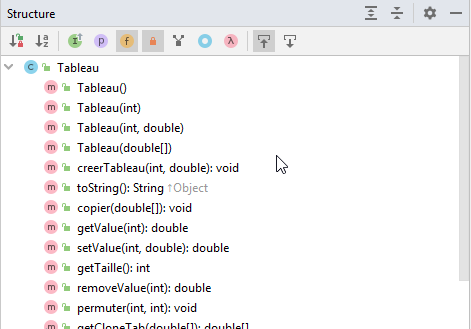 Structure
Tableau
Tableau()
Tableau(int)
Tableau(int, double)
Tableau(double[])
creerTableau(int, double): void
toString(): String ↑Object
copier(double[]): void
getValue(int): double
setValue(int, double): double
getTaille(): int
removeValue(int): double
permuter(int, int): void
getCloneTab(double[]): double[]